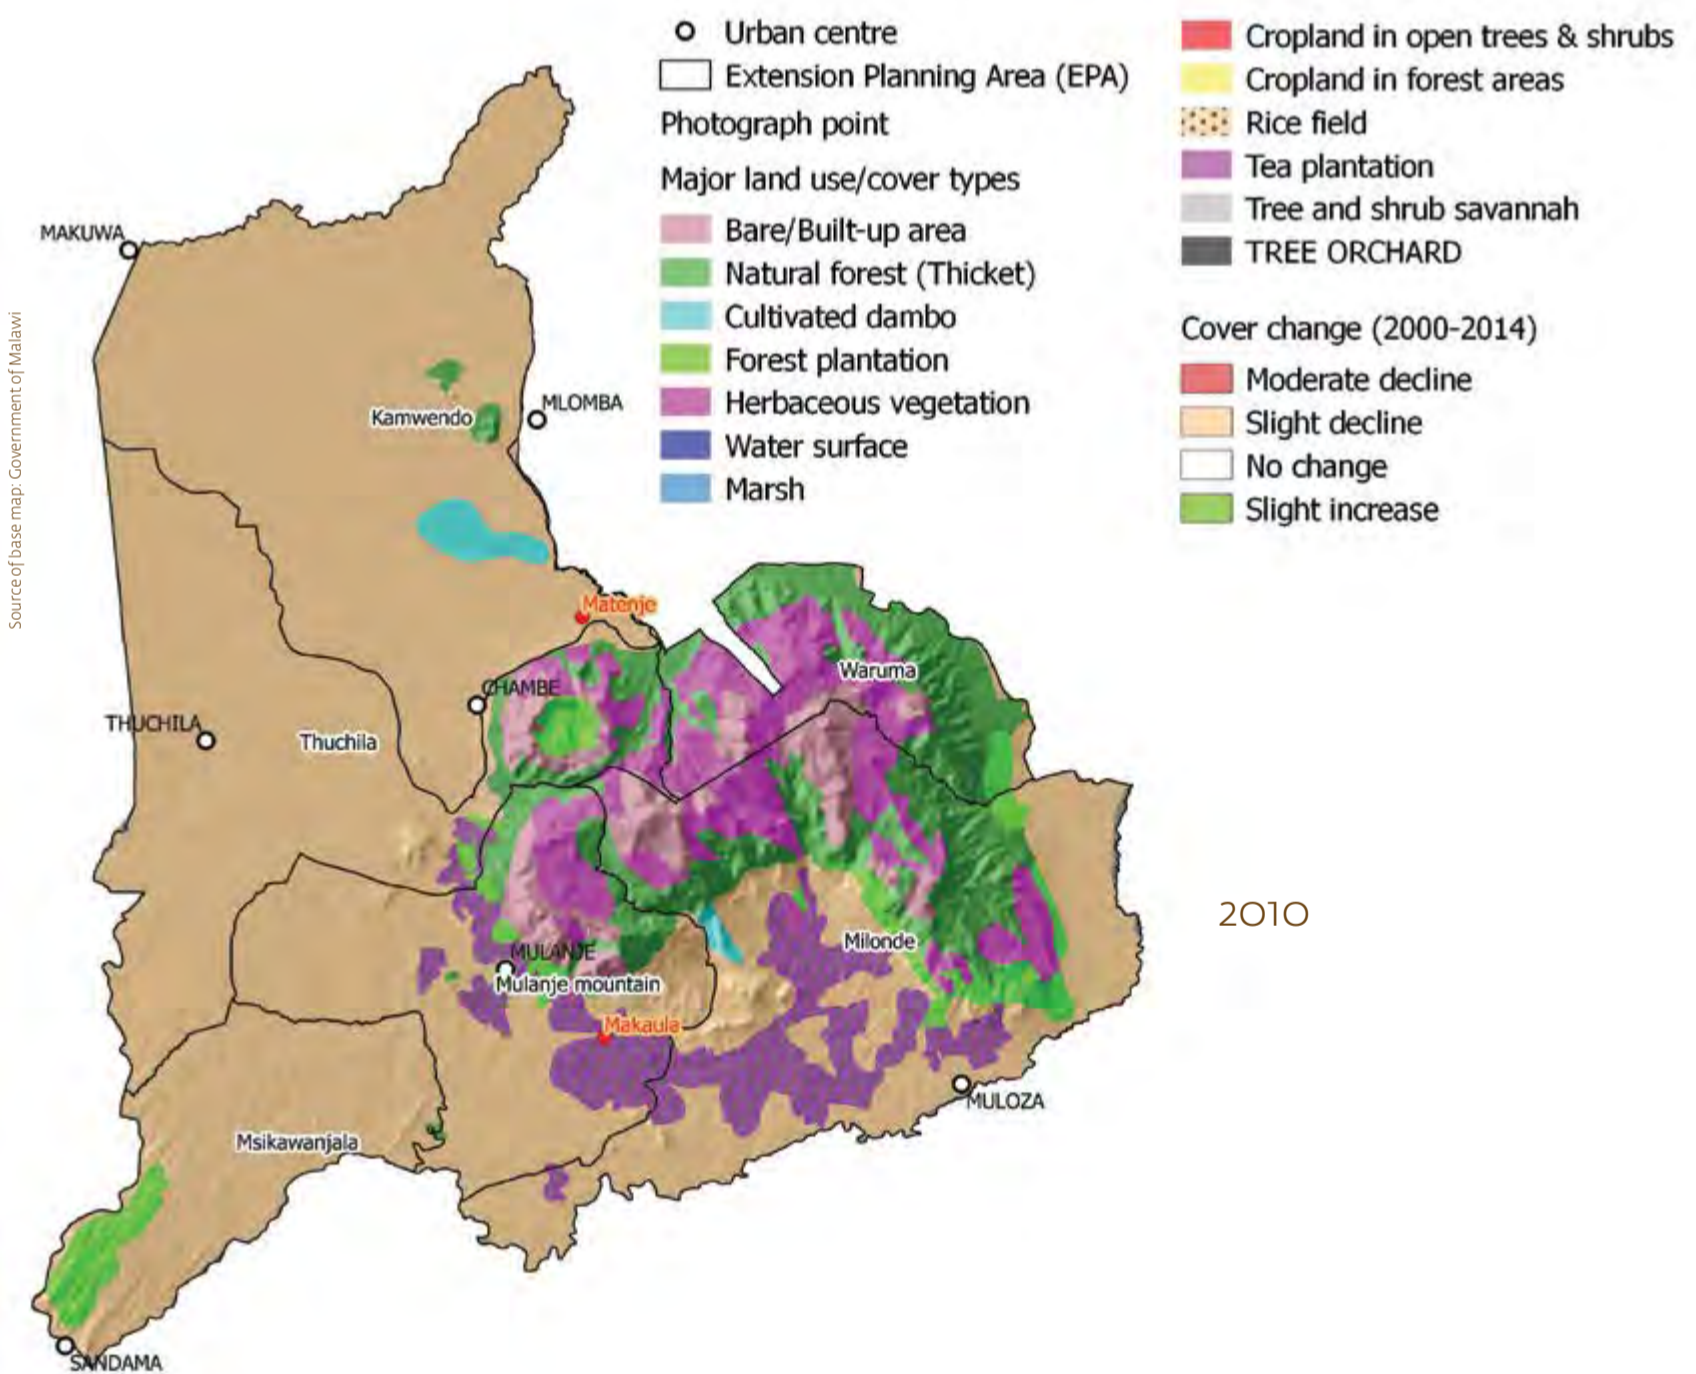 Urban centre
Extension Planning Area (EPA)
Photograph point
Major land use/cover types
Bare/Built-up area
Natural forest (Thicket)
Cultivated dambo
Forest plantation
Herbaceous vegetation
Water surface
Marsh
Cropland in open trees & shrubs
Cropland in forest areas
Rice field
Tea plantation
Tree and shrub savannah
TREE ORCHARD
Cover change (2000-2014)
Moderate decline
Slight decline
No change
Slight increase
Source of base map: Government of Malawi
MAKUWA
Kamwendo
MLOMBA
Matenje
Waruma
CHAMBE
THUCHILA
Thuchila
2010
Milonde
MULANJE
Mulanje mountain
Makaula
MULOZA
Msikawanjala
SANDAMA